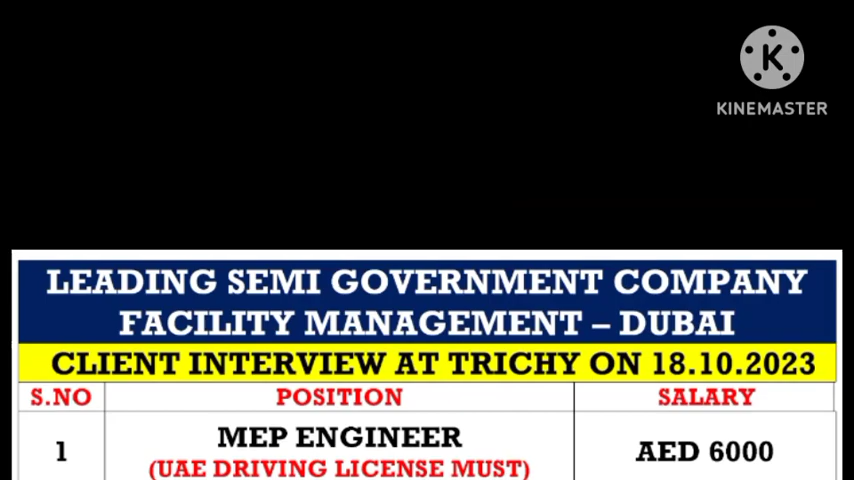 KINEMASTER
LEADING SEMI GOVERNMENT COMPANY
FACILITY MANAGEMENT – DUBAI
CLIENT INTERVIEW AT TRICHY ON 18.10.2023
S.NO POSITION SALARY
1 MEP ENGINEER AED 6000
(UAE DRIVING LICENSE MUST)